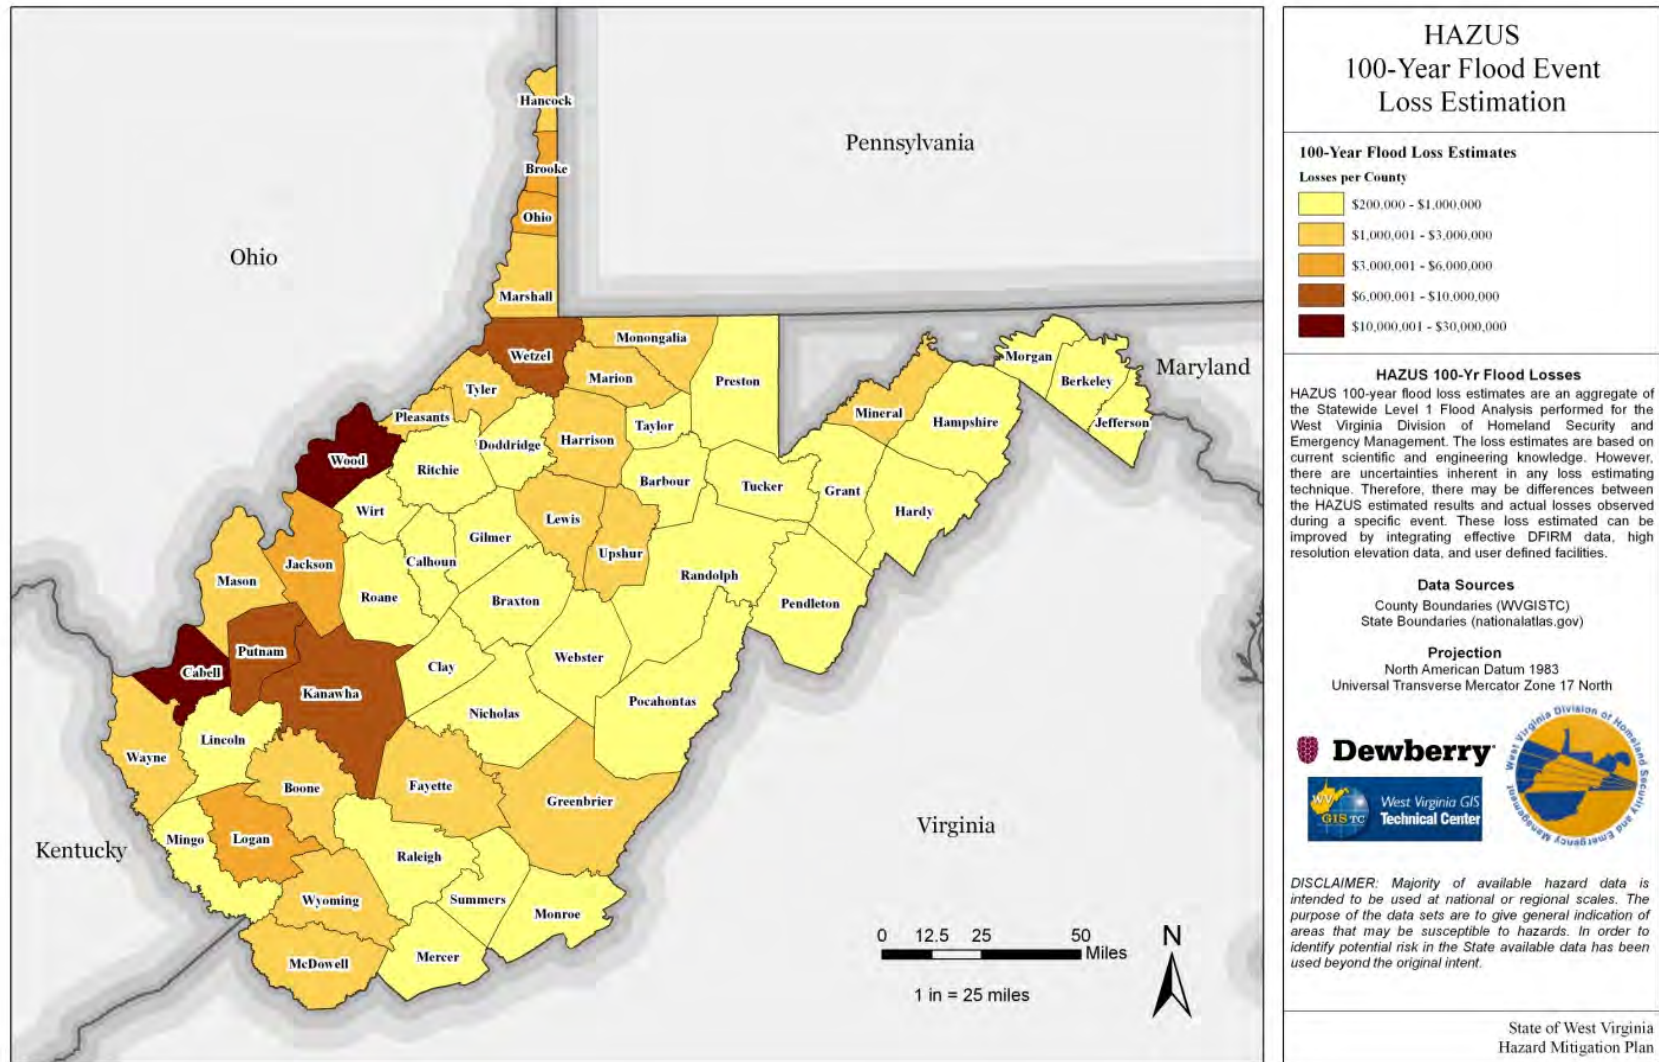 Hancock
Brooke
Ohio
Marshall
Pennsylvania
Ohio
Wetzel
Monongalia
Marion
Preston
Tyler
Pleasants
Doddridge
Harrison
Taylor
Wood
Ritchie
Barbour
Tucker
Grant
Mineral
Hampshire
Hardy
Morgan
Berkeley
Jefferson
Maryland
Wirt
Lewis
Gilmer
Upshur
Calhoun
Jackson
Mason
Roane
Braxton
Randolph
Pendleton
Putnam
Cabell
Kanawha
Clay
Webster
Pocahontas
Nicholas
Lincoln
Wayne
Boone
Fayette
Greenbrier
Virginia
Mingo
Logan
Kentucky
Raleigh
Wyoming
Summers
Monroe
McDowell
Mercer
0 12.5 25 50
Miles
1 in = 25 miles
N
HAZUS
100-Year Flood Event
Loss Estimation
100-Year Flood Loss Estimates
Losses per County
$200,000 - $1,000,000
$1,000,001 - $3,000,000
$3,000,001 - $6,000,000
$6,000,001 - $10,000,000
$10,000,001 - $30,000,000
HAZUS 100-Yr Flood Losses
HAZUS 100-year flood loss estimates are an aggregate of
the Statewide Level 1 Flood Analysis performed for the
West Virginia Division of Homeland Security and
Emergency Management. The loss estimates are based on
current scientific and engineering knowledge. However,
there are uncertainties inherent in any loss estimating
technique. Therefore, there may be differences between
the HAZUS estimated results and actual losses observed
during a specific event. These loss estimated can be
improved by integrating effective DFIRM data, high
resolution elevation data, and user defined facilities.
Data Sources
County Boundaries (WVGISTC)
State Boundaries (nationalatlas.gov)
Projection
North American Datum 1983
Universal Transverse Mercator Zone 17 North
Dewberry
WV
GIS TC
West Virginia GIS
Technical Center
West Virginia Division of Homeland Security and Emergency Management
DISCLAIMER: Majority of available hazard data is
intended to be used at national or regional scales. The
purpose of the data sets are to give general indication of
areas that may be susceptible to hazards. In order to
identify potential risk in the State available data has been
used beyond the original intent.
State of West Virginia
Hazard Mitigation Plan